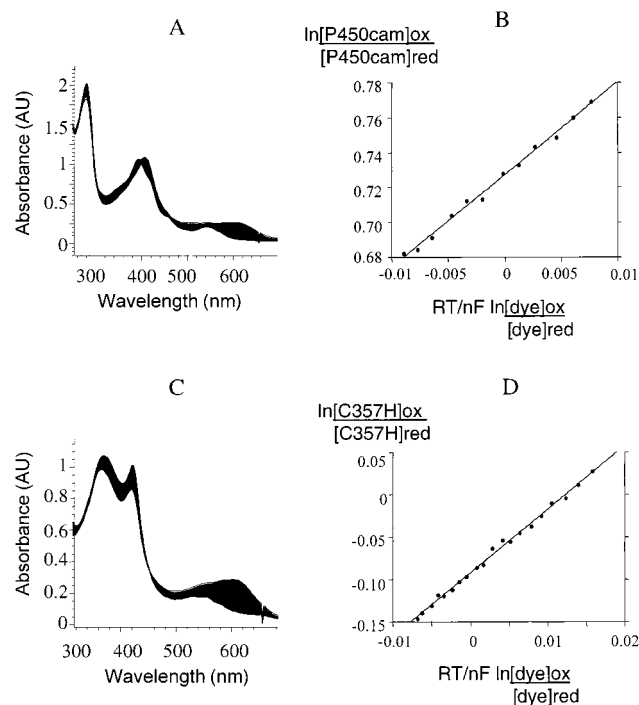 A
B
ln[P450cam]ox
[P450cam]red
2
1.5
1
0.5
0
Absorbance (AU)
300 400 500 600
Wavelength (nm)
0.78
0.76
0.74
0.72
0.70
0.68
-0.01 -0.005 0 0.005 0.01
RT/nF ln[dye]ox
[dye]red
C
D
ln[C357H]ox
[C357H]red
1
0.8
0.6
0.4
0.2
0
Absorbance (AU)
300 400 500 600
Wavelength (nm)
0.05
0
-0.05
-0.10
-0.15
-0.01 0 0.01 0.02
RT/nF ln[dye]ox
[dye]red